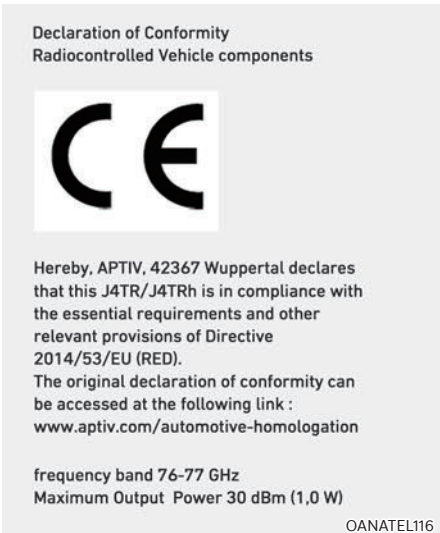 Declaration of Conformity
Radiocontrolled Vehicle components
CE
Hereby, APTIV, 42367 Wuppertal declares
that this J4TR/J4TRh is in compliance with
the essential requirements and other
relevant provisions of Directive
2014/53/EU (RED).
The original declaration of conformity can
be accessed at the following link :
www.aptiv.com/automotive-homologation
frequency band 76-77 GHz
Maximum Output Power 30 dBm (1,0 W)
OANATEL116